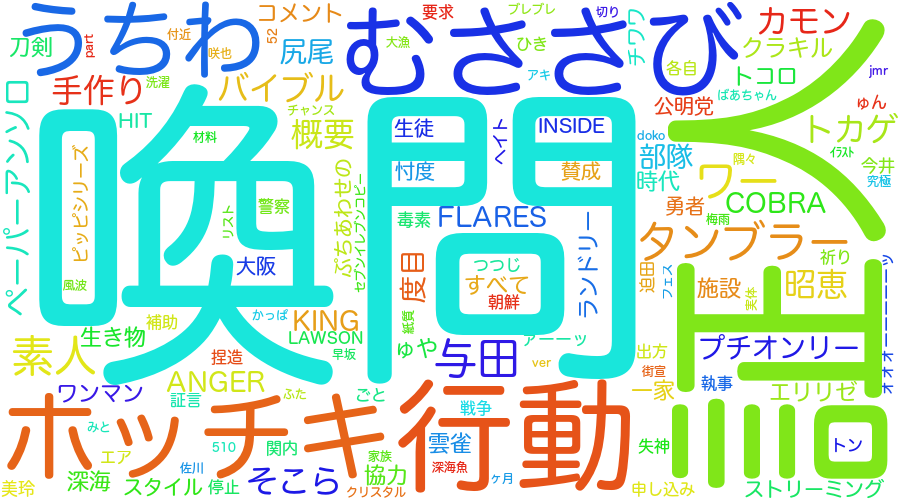 うちわ
むささび
喚問
証人
ホッチキ
行動
刀剣
付近
咲也
コメント
52
尻尾
手作り
バイブル
part
洗濯
大漁
ブレブレ
切り
要求
ひき
アキ
チワワ
各自
カモン
クラキル
トコロ
jmr
ばあちゃん
ゅん
公明党
doko
トカゲ
ｲﾗｽﾄ
隅々
今井
究極
部隊
時代
ワー
COBRA
勇者
梅雨
タンブラー
祈り
迫田
フェス
施設
実体
昭恵
オオオーーーーーッ
ペーパーアンソロ
HIT
チャンス
概要
材料
ピッピシリーズ
リスト
警察
ぷちあわせの
セブンイレブンコピー
大阪
風波
かっぱ
補助
KING
LAWSON
早坂
生き物
素人
捏造
ANGER
ワンマン
証言
ふた
ごと
みと
エア
510
関内
家族
佐川
美玲
深海
スタイル
停止
そこら
協力
クリスタル
生徒
ヘイト
INSIDE
忖度
賛成
毒素
FLARES
ランドリー
度目
つつじ
すべて
朝鮮
紙質
ゅや
与田
アーーッ
ver
戦争
雲雀
深海魚
ヶ月
出方
街宣
一家
プチオンリー
執事
エリリゼ
失神
トン
申し込み
ストリーミング